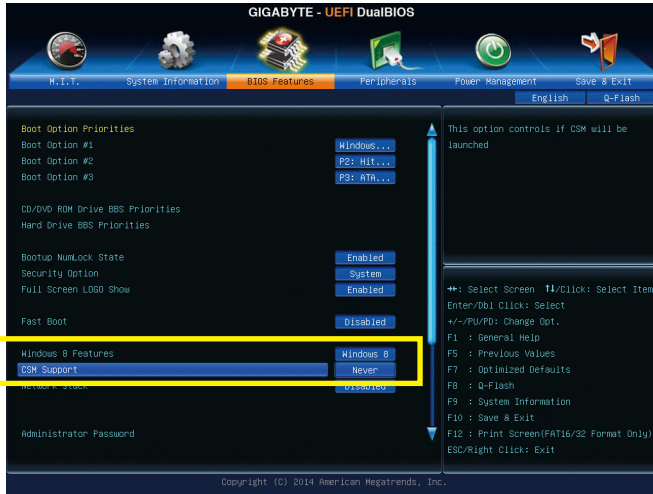 GIGABYTE - UEFI DualBIOS
M.I.T. System Information BIOS Features Peripherals Power Management Save & Exit
English Q-Flash
Boot Option Priorities
Boot Option #1 Windows...
Boot Option #2 P2: Hit...
Boot Option #3 P3: ATA...
CD/DVD ROM Drive BBS Priorities
Hard Drive BBS Priorities
Bootup NumLock State Enabled
Security Option System
Full Screen LOGO Show Enabled
Fast Boot Disabled
Windows 8 Features Windows 8
CSM Support Never
Network Stack Disabled
Administrator Password
This option controls if CSM will be
launched
→←: Select Screen ↑↓/Click: Select Item
Enter/Dbl Click: Select
+/-/PU/PD: Change Opt.
F1 : General Help
F5 : Previous Values
F7 : Optimized Defaults
F8 : Q-Flash
F9 : System Information
F10 : Save & Exit
F12 : Print Screen(FAT16/32 Format Only)
ESC/Right Click: Exit
Copyright (C) 2014 American Megatrends, Inc.